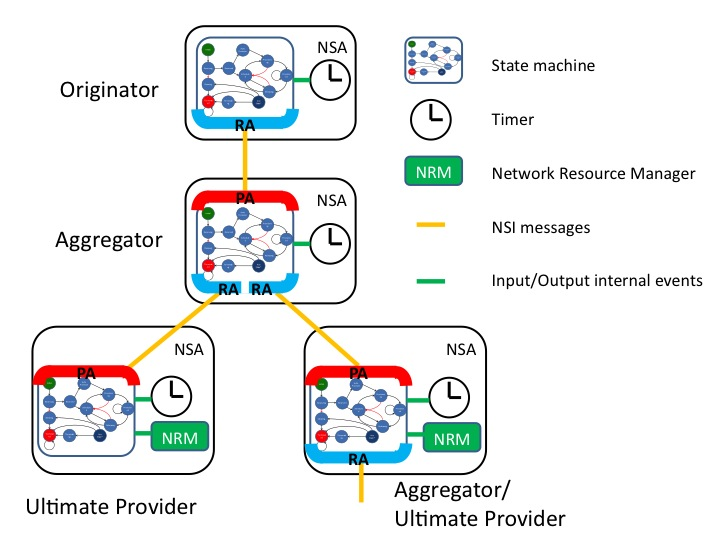 NSA
Originator
RA
PA
NSA
Aggregator
RA RA
NSA
PA
NRM
Ultimate Provider
NSA
PA
NRM
RA
Aggregator/
Ultimate Provider
State machine
Timer
NRM Network Resource Manager
NSI messages
Input/Output internal events